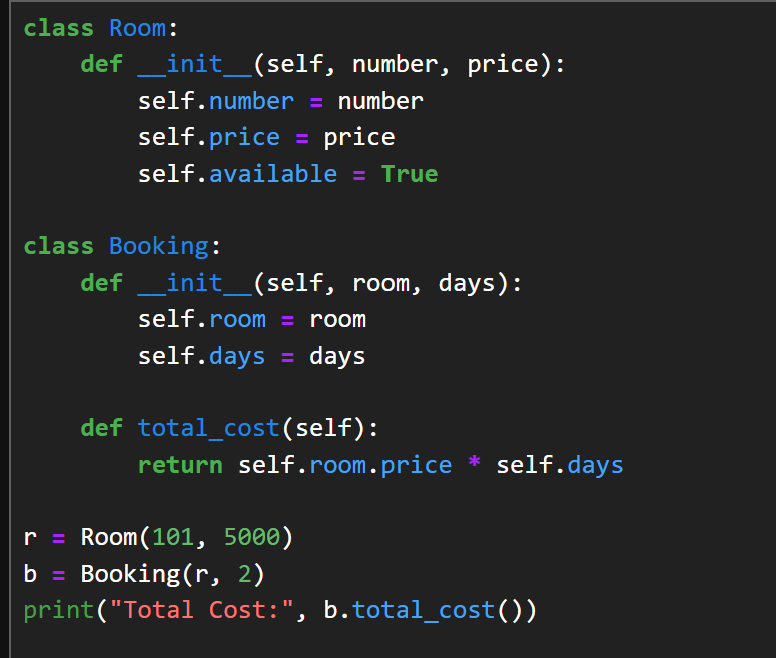 class Room:
    def __init__(self, number, price):
        self.number = number
        self.price = price
        self.available = True

class Booking:
    def __init__(self, room, days):
        self.room = room
        self.days = days

    def total_cost(self):
        return self.room.price * self.days

r = Room(101, 5000)
b = Booking(r, 2)
print("Total Cost:", b.total_cost())